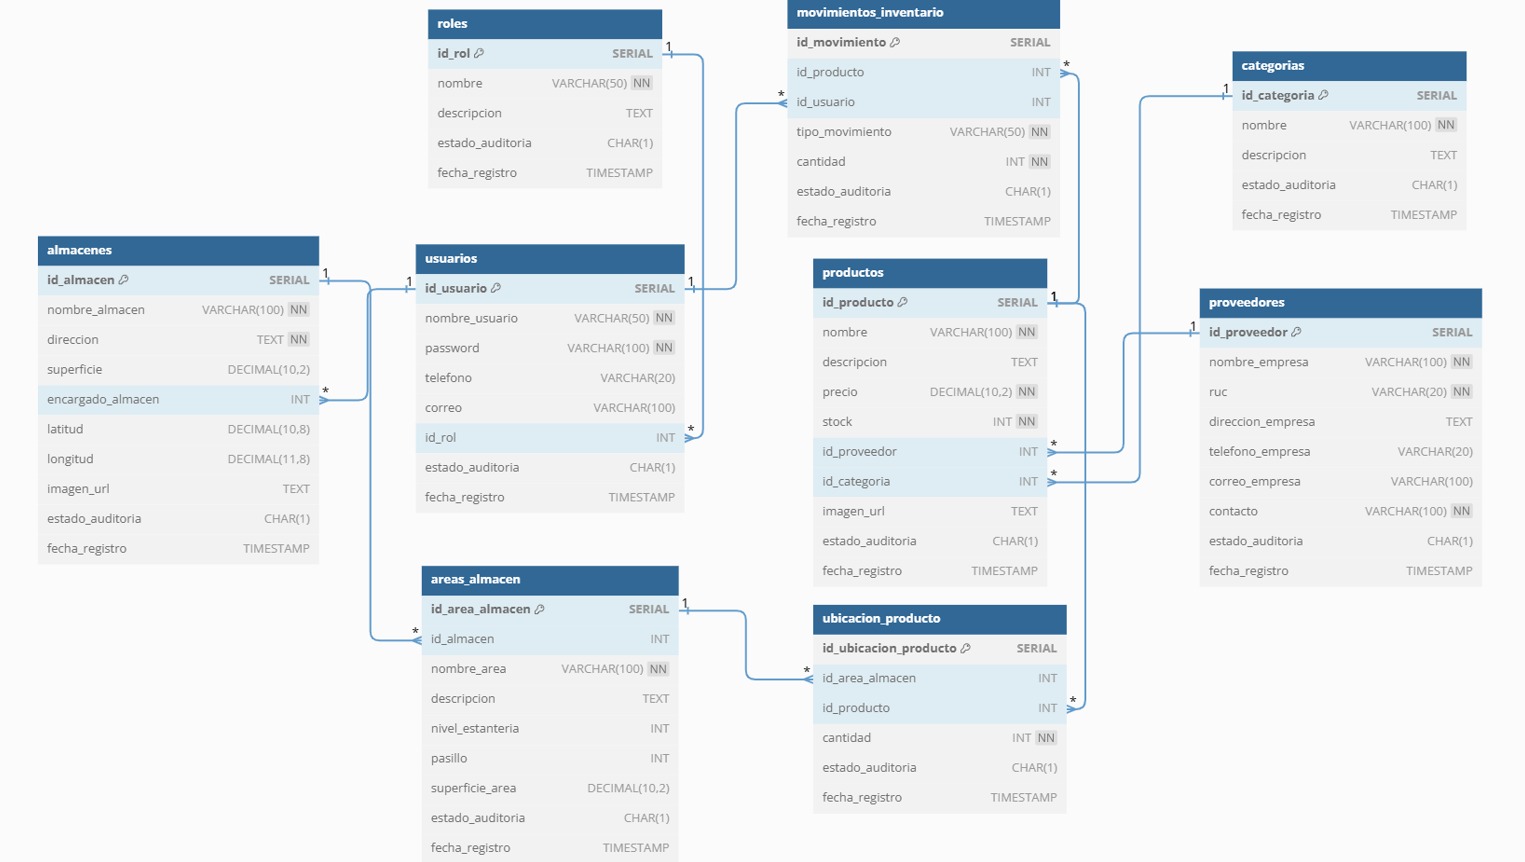 roles
id_rol SERIAL
nombre VARCHAR(50) NN
descripcion TEXT
estado_auditoria CHAR(1)
fecha_registro TIMESTAMP
movimientos_inventario
id_movimiento SERIAL
id_producto INT
id_usuario INT
tipo_movimiento VARCHAR(50) NN
cantidad INT NN
estado_auditoria CHAR(1)
fecha_registro TIMESTAMP
categorias
id_categoria SERIAL
nombre VARCHAR(100) NN
descripcion TEXT
estado_auditoria CHAR(1)
fecha_registro TIMESTAMP
almacenes
id_almacen SERIAL
nombre_almacen VARCHAR(100) NN
direccion TEXT NN
superficie DECIMAL(10,2)
encargado_almacen INT
latitud DECIMAL(10,8)
longitud DECIMAL(11,8)
imagen_url TEXT
estado_auditoria CHAR(1)
fecha_registro TIMESTAMP
usuarios
id_usuario SERIAL
nombre_usuario VARCHAR(50) NN
password VARCHAR(100) NN
telefono VARCHAR(20)
correo VARCHAR(100)
id_rol INT
estado_auditoria CHAR(1)
fecha_registro TIMESTAMP
productos
id_producto SERIAL
nombre VARCHAR(100) NN
descripcion TEXT
precio DECIMAL(10,2) NN
stock INT NN
id_proveedor INT
id_categoria INT
imagen_url TEXT
estado_auditoria CHAR(1)
fecha_registro TIMESTAMP
proveedores
id_proveedor SERIAL
nombre_empresa VARCHAR(100) NN
ruc VARCHAR(20) NN
direccion_empresa TEXT
telefono_empresa VARCHAR(20)
correo_empresa VARCHAR(100)
contacto VARCHAR(100) NN
estado_auditoria CHAR(1)
fecha_registro TIMESTAMP
areas_almacen
id_area_almacen SERIAL
id_almacen INT
nombre_area VARCHAR(100) NN
descripcion TEXT
nivel_estanteria INT
pasillo INT
superficie_area DECIMAL(10,2)
estado_auditoria CHAR(1)
fecha_registro TIMESTAMP
ubicacion_producto
id_ubicacion_producto SERIAL
id_area_almacen INT
id_producto INT
cantidad INT NN
estado_auditoria CHAR(1)
fecha_registro TIMESTAMP
1
*
*
1
1
*
1
1
*
1
1
*
*
*
*
1
*
*